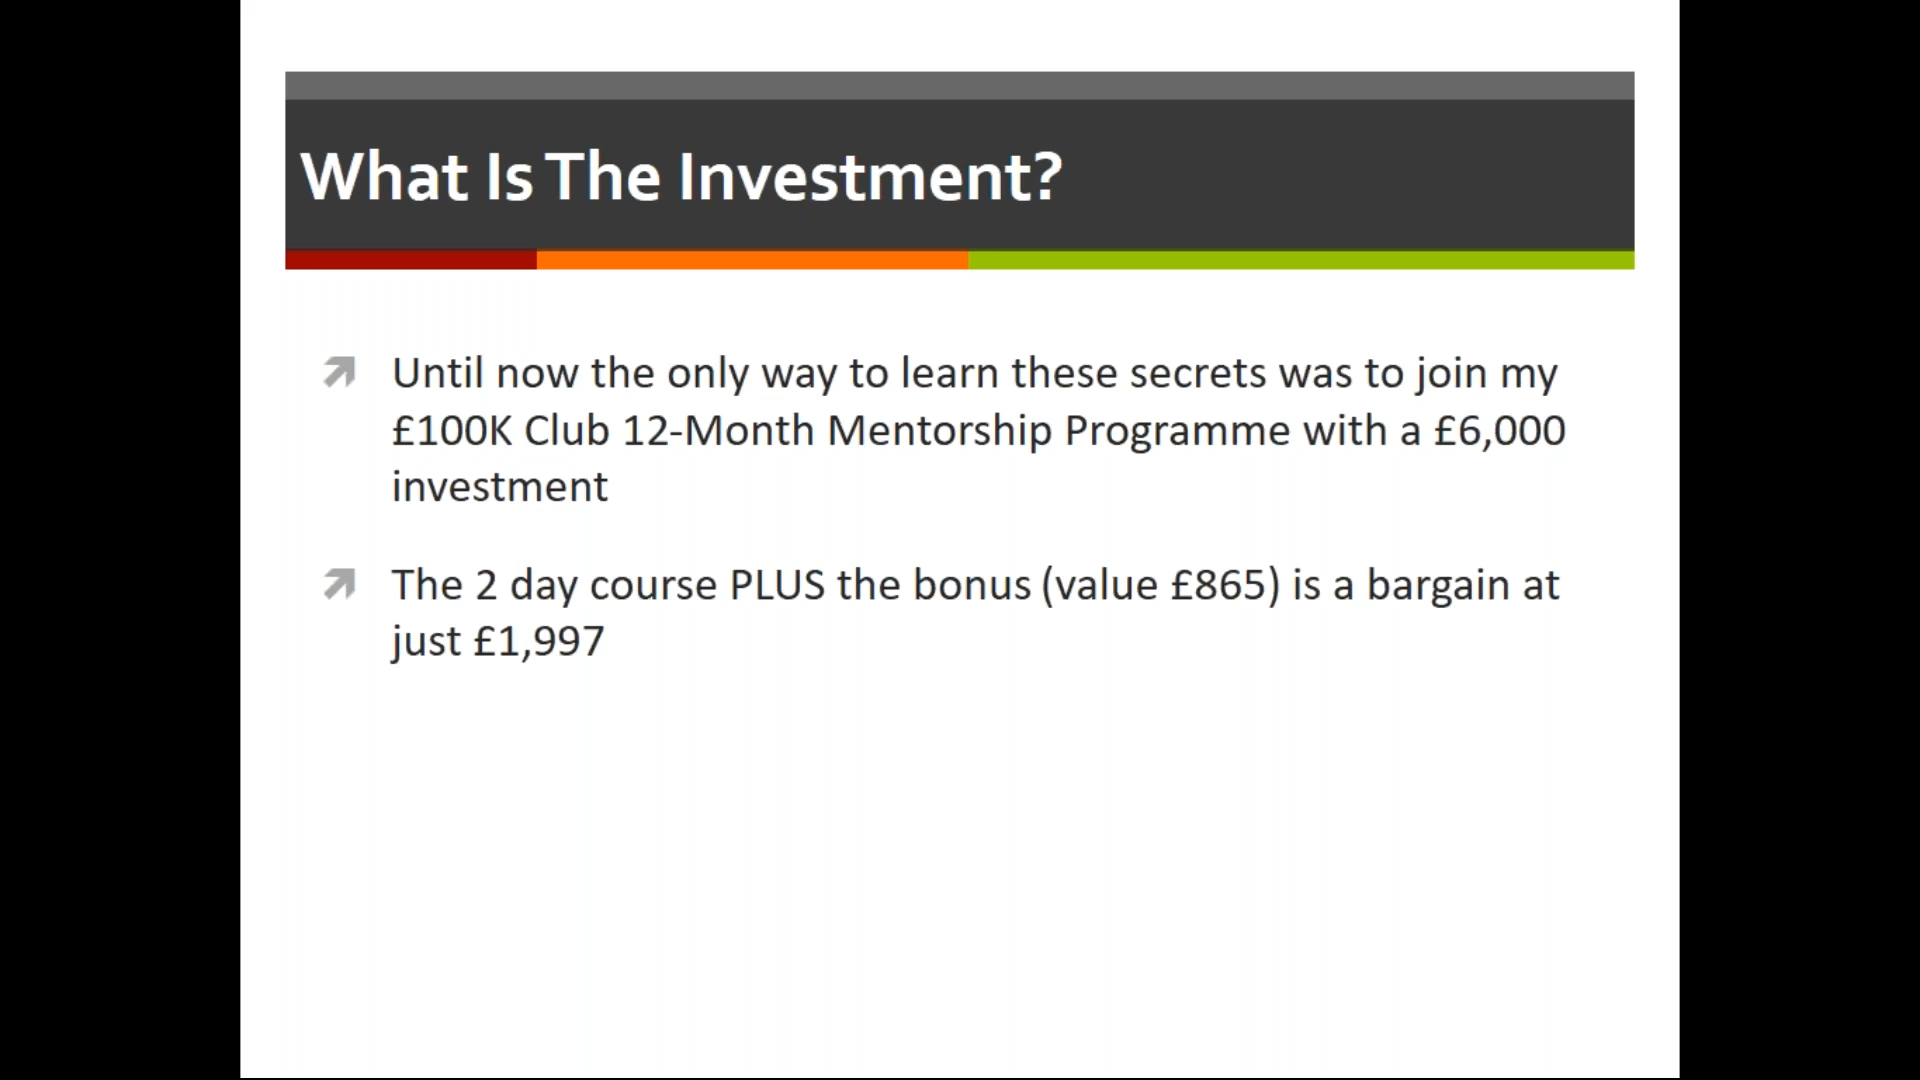 What Is The Investment?
Until now the only way to learn these secrets was to join my
£100K Club 12-Month Mentorship Programme with a £6,000
investment
The 2 day course PLUS the bonus (value £865) is a bargain at
just £1,997